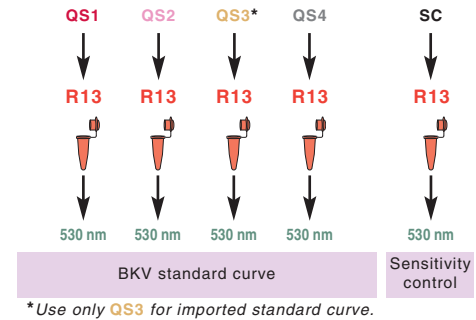 QS1 QS2 QS3* QS4 SC
R13 R13 R13 R13 R13
530 nm 530 nm 530 nm 530 nm 530 nm
BKV standard curve
Sensitivity
control
*Use only QS3 for imported standard curve.